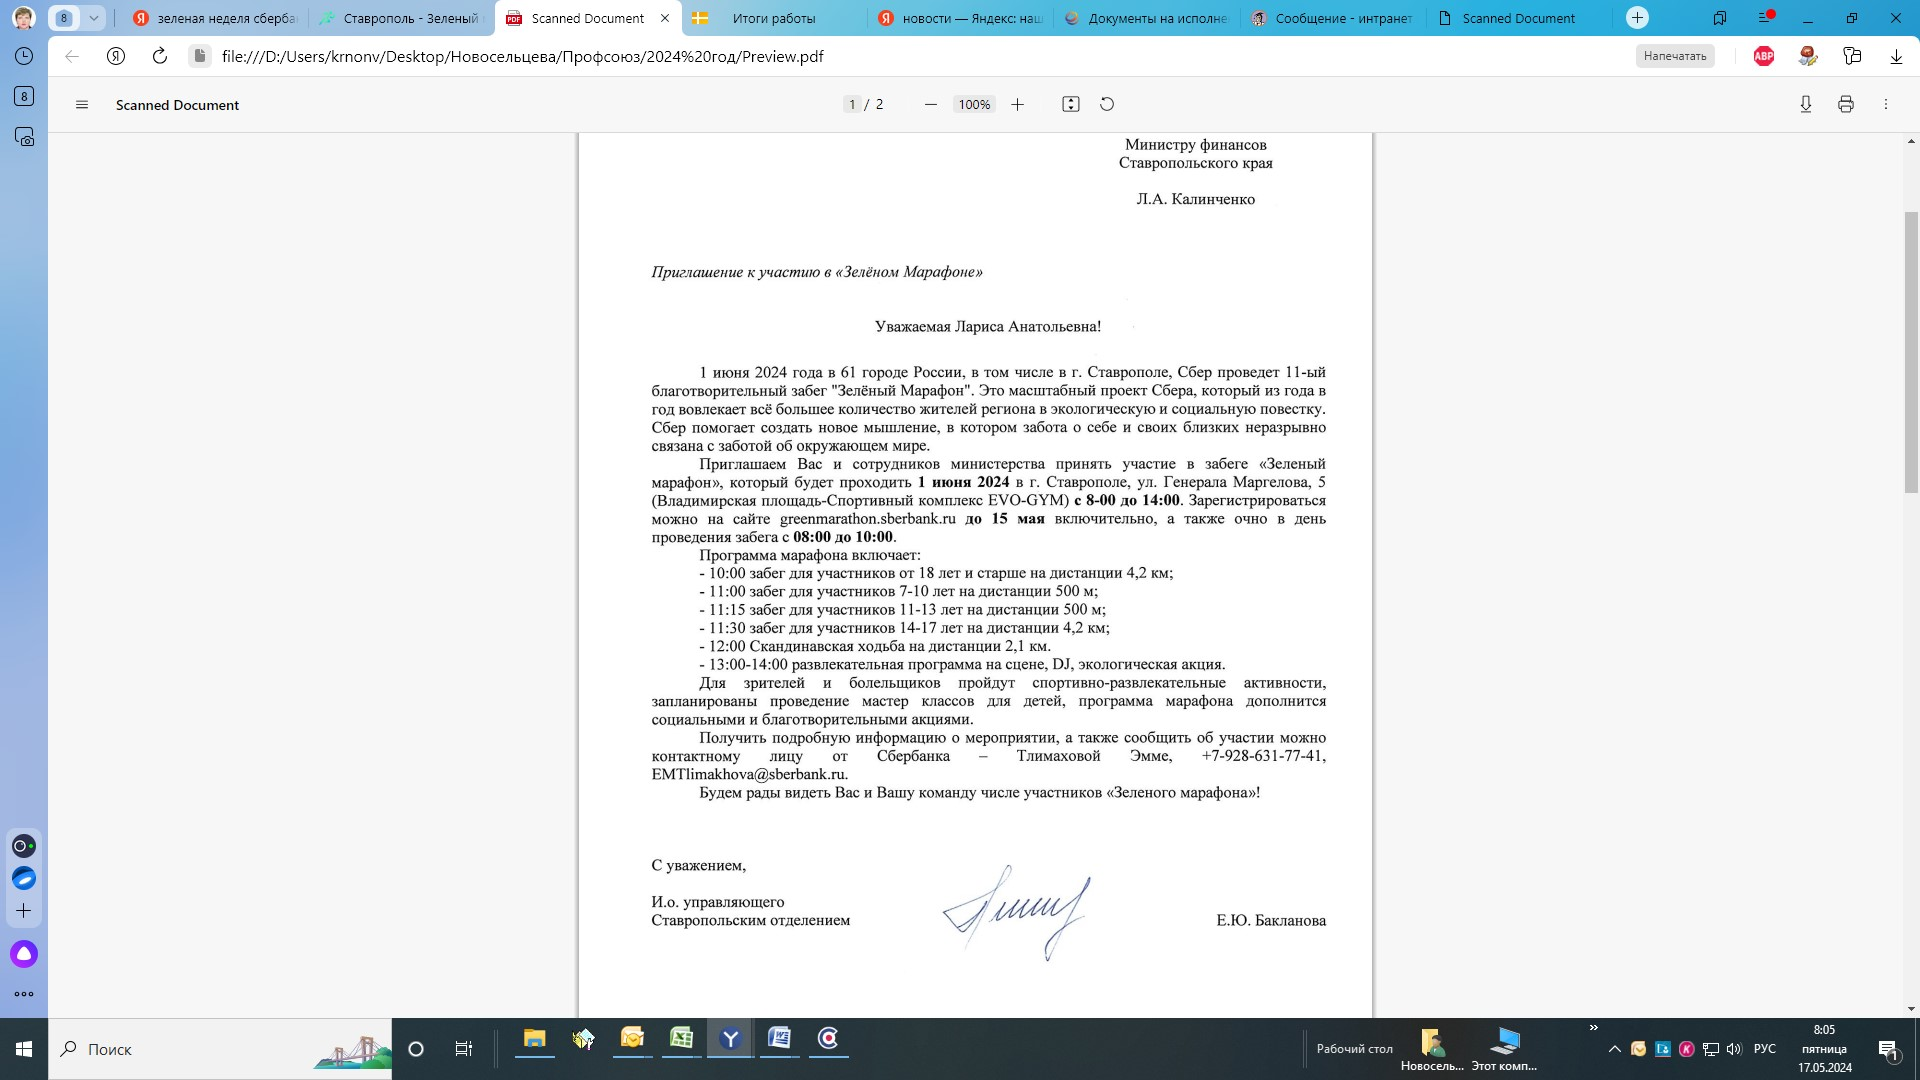 8
зеленая неделя сберба
Ставрополь - Зеленый
PDF
Scanned Document
Итоги работы
новости — Яндекс: наш
Документы на исполне
Сообщение - интранет
Scanned Document
file:///D:/Users/krnonv/Desktop/Новосельцева/Профсоюз/2024%20год/Preview.pdf
Напечатать
ABP
8
Scanned Document
1 / 2
100%
Министру финансов
Ставропольского края
Л.А. Калинченко
Приглашение к участию в «Зелёном Марафоне»
Уважаемая Лариса Анатольевна!
1 июня 2024 года в 61 городе России, в том числе в г. Ставрополе, Сбер проведет 11-ый
благотворительный забег "Зелёный Марафон". Это масштабный проект Сбера, который из года в
год вовлекает всё большее количество жителей региона в экологическую и социальную повестку.
Сбер помогает создать новое мышление, в котором забота о себе и своих близких неразрывно
связана с заботой об окружающем мире.
Приглашаем Вас и сотрудников министерства принять участие в забеге «Зеленый
марафон», который будет проходить 1 июня 2024 в г. Ставрополе, ул. Генерала Маргелова, 5
(Владимирская площадь-Спортивный комплекс EVO-GYM) с 8-00 до 14:00. Зарегистрироваться
можно на сайте greenmarathon.sberbank.ru до 15 мая включительно, а также очно в день
проведения забега с 08:00 до 10:00.
Программа марафона включает:
- 10:00 забег для участников от 18 лет и старше на дистанции 4,2 км;
- 11:00 забег для участников 7-10 лет на дистанции 500 м;
- 11:15 забег для участников 11-13 лет на дистанции 500 м;
- 11:30 забег для участников 14-17 лет на дистанции 4,2 км;
- 12:00 Скандинавская ходьба на дистанции 2,1 км.
- 13:00-14:00 развлекательная программа на сцене, DJ, экологическая акция.
Для зрителей и болельщиков пройдут спортивно-развлекательные активности,
запланированы проведение мастер классов для детей, программа марафона дополнится
социальными и благотворительными акциями.
Получить подробную информацию о мероприятии, а также сообщить об участии можно
контактному лицу от Сбербанка – Тлимаховой Эмме, +7-928-631-77-41,
EMTlimakhova@sberbank.ru.
Будем рады видеть Вас и Вашу команду числе участников «Зеленого марафона»!
С уважением,
И.о. управляющего
Ставропольским отделением
Е.Ю. Бакланова
Поиск
Рабочий стол
Новосель...
Этот комп...
РУС
8:05
пятница
17.05.2024
1